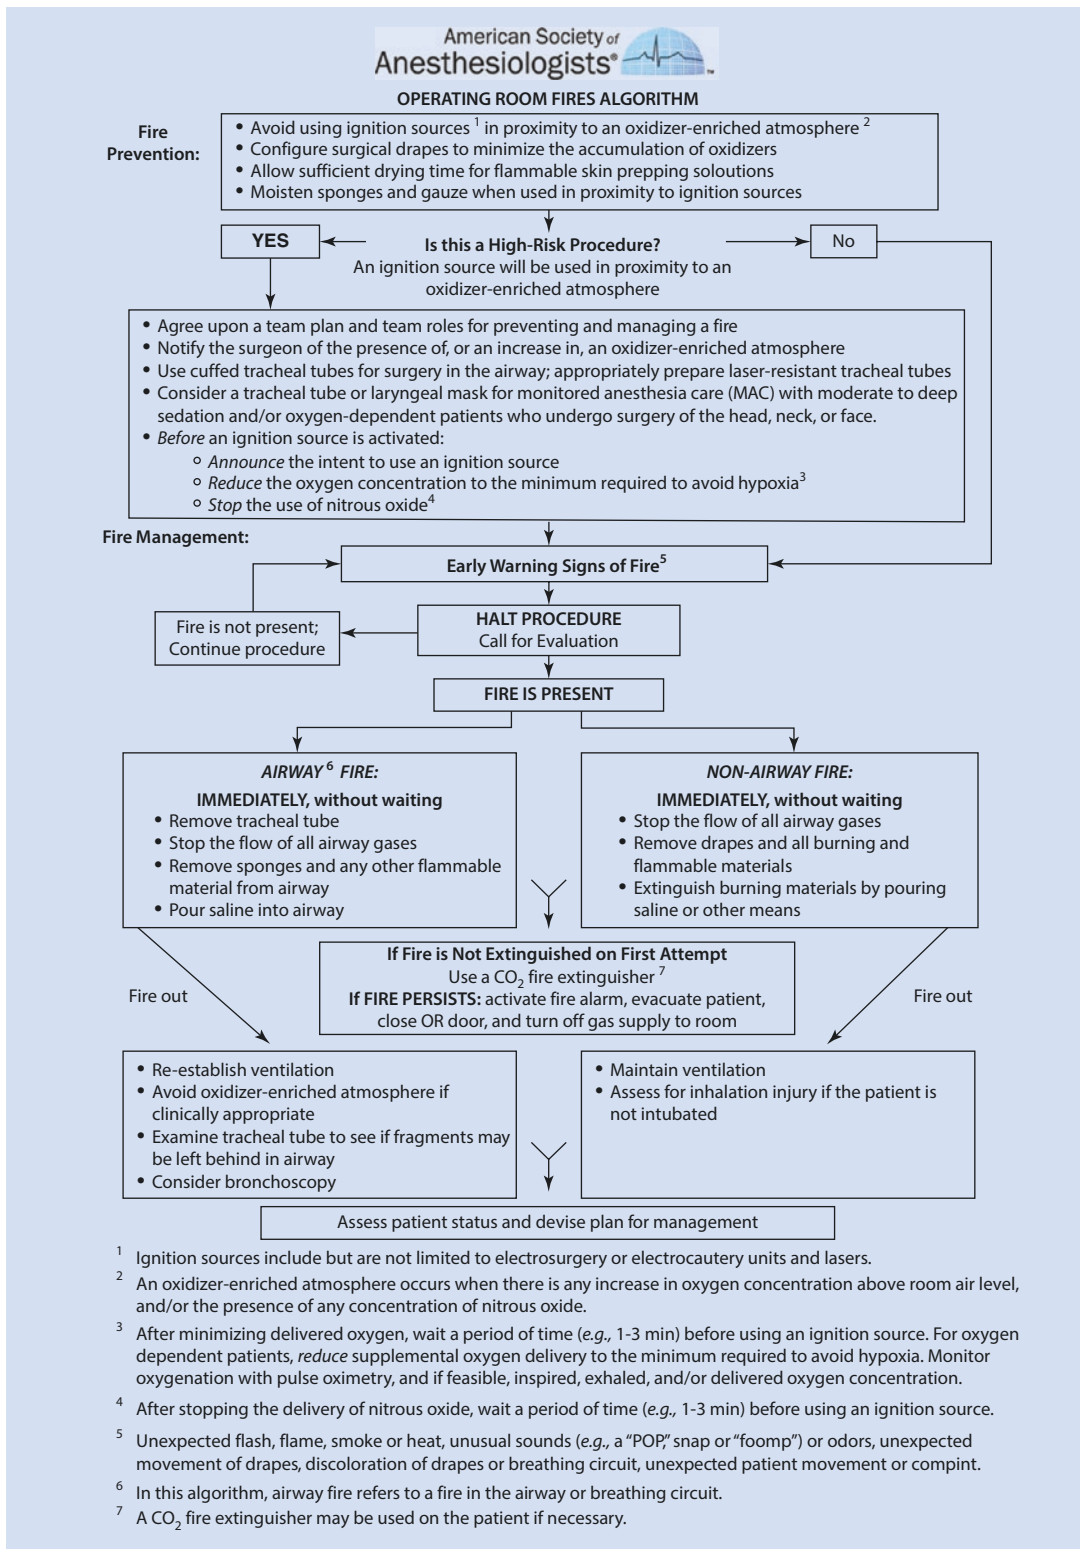 American Society of
Anesthesiologists®
™
OPERATING ROOM FIRES ALGORITHM
Fire
Prevention:
• Avoid using ignition sources 1 in proximity to an oxidizer-enriched atmosphere 2
• Configure surgical drapes to minimize the accumulation of oxidizers
• Allow sufficient drying time for flammable skin prepping soloutions
• Moisten sponges and gauze when used in proximity to ignition sources
YES
Is this a High-Risk Procedure?
An ignition source will be used in proximity to an
oxidizer-enriched atmosphere
No
• Agree upon a team plan and team roles for preventing and managing a fire
• Notify the surgeon of the presence of, or an increase in, an oxidizer-enriched atmosphere
• Use cuffed tracheal tubes for surgery in the airway; appropriately prepare laser-resistant tracheal tubes
• Consider a tracheal tube or laryngeal mask for monitored anesthesia care (MAC) with moderate to deep
sedation and/or oxygen-dependent patients who undergo surgery of the head, neck, or face.
• Before an ignition source is activated:
○ Announce the intent to use an ignition source
○ Reduce the oxygen concentration to the minimum required to avoid hypoxia3
○ Stop the use of nitrous oxide4
Fire Management:
Early Warning Signs of Fire5
HALT PROCEDURE
Call for Evaluation
Fire is not present;
Continue procedure
FIRE IS PRESENT
AIRWAY 6 FIRE:
IMMEDIATELY, without waiting
• Remove tracheal tube
• Stop the flow of all airway gases
• Remove sponges and any other flammable
material from airway
• Pour saline into airway
NON-AIRWAY FIRE:
IMMEDIATELY, without waiting
• Stop the flow of all airway gases
• Remove drapes and all burning and
flammable materials
• Extinguish burning materials by pouring
saline or other means
If Fire is Not Extinguished on First Attempt
Use a CO2 fire extinguisher 7
If FIRE PERSISTS: activate fire alarm, evacuate patient,
close OR door, and turn off gas supply to room
Fire out
Fire out
• Re-establish ventilation
• Avoid oxidizer-enriched atmosphere if
clinically appropriate
• Examine tracheal tube to see if fragments may
be left behind in airway
• Consider bronchoscopy
• Maintain ventilation
• Assess for inhalation injury if the patient is
not intubated
Assess patient status and devise plan for management
1 Ignition sources include but are not limited to electrosurgery or electrocautery units and lasers.
2 An oxidizer-enriched atmosphere occurs when there is any increase in oxygen concentration above room air level,
and/or the presence of any concentration of nitrous oxide.
3 After minimizing delivered oxygen, wait a period of time (e.g., 1-3 min) before using an ignition source. For oxygen
dependent patients, reduce supplemental oxygen delivery to the minimum required to avoid hypoxia. Monitor
oxygenation with pulse oximetry, and if feasible, inspired, exhaled, and/or delivered oxygen concentration.
4 After stopping the delivery of nitrous oxide, wait a period of time (e.g., 1-3 min) before using an ignition source.
5 Unexpected flash, flame, smoke or heat, unusual sounds (e.g., a “POP,” snap or “foomp”) or odors, unexpected
movement of drapes, discoloration of drapes or breathing circuit, unexpected patient movement or compint.
6 In this algorithm, airway fire refers to a fire in the airway or breathing circuit.
7 A CO2 fire extinguisher may be used on the patient if necessary.